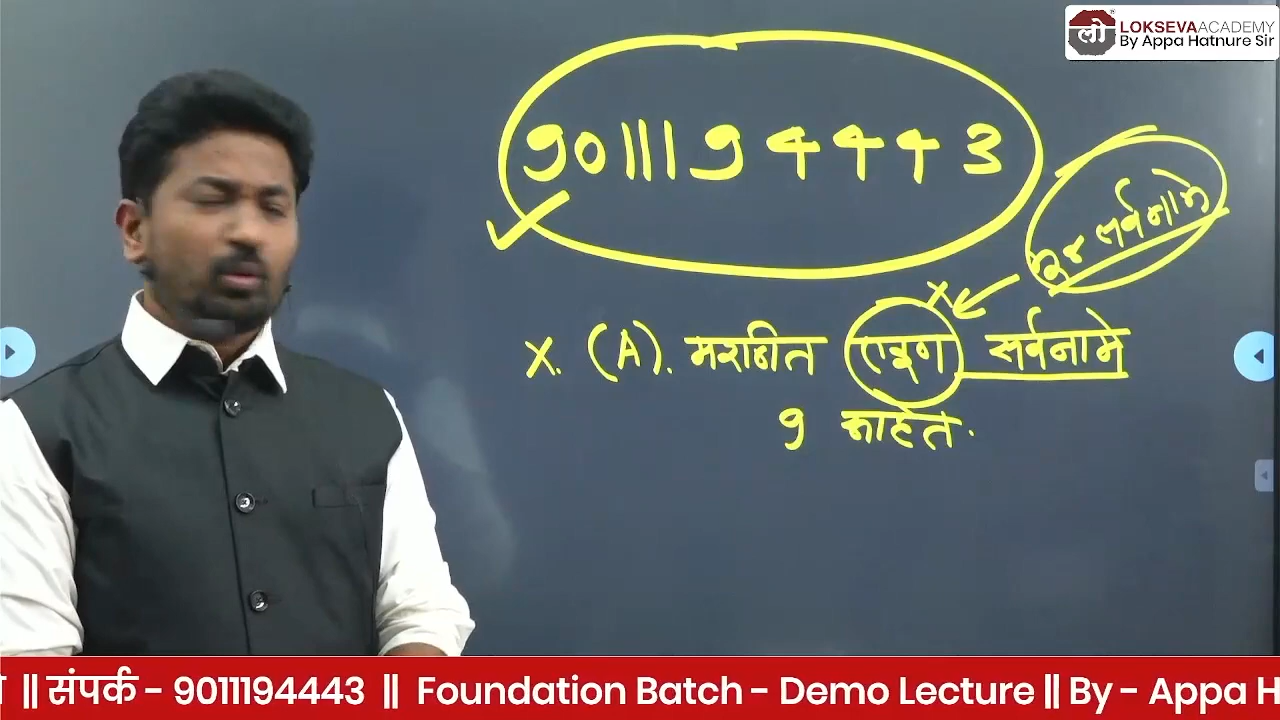 लो LOKSEVA ACADEMY
By Appa Hatnure Sir
9011194443
मूळ सर्वनामे
x
x. (A). मराठीत एकूण सर्वनामे
9 आहेत.
|| संपर्क - 9011194443 || Foundation Batch - Demo Lecture || By - Appa H